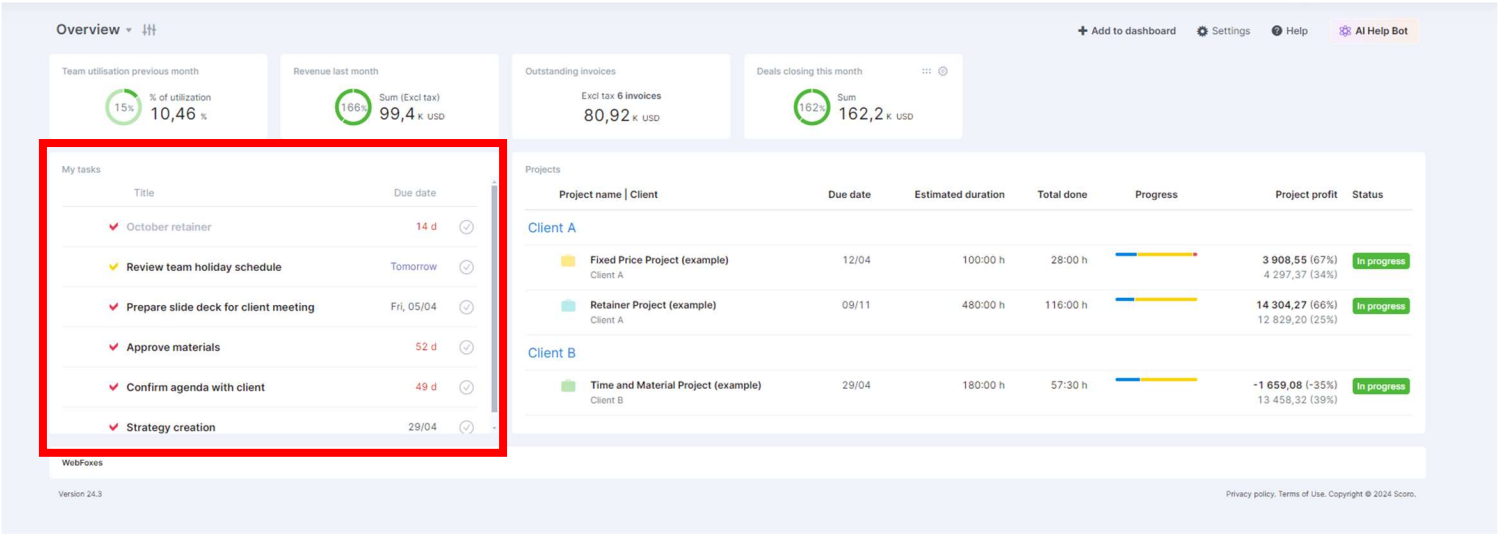 Overview
Add to dashboard Settings Help AI Help Bot
Team utilisation previous month
15%
% of utilization
10,46 %
Revenue last month
166%
Sum (Excl tax)
99,4 K USD
Outstanding invoices
Excl tax 6 invoices
80,92 K USD
Deals closing this month
162%
Sum
162,2 K USD
My tasks
Title Due date
October retainer 14 d
Review team holiday schedule Tomorrow
Prepare slide deck for client meeting Fri, 05/04
Approve materials 52 d
Confirm agenda with client 49 d
Strategy creation 29/04
Projects
Project name | Client Due date Estimated duration Total done Progress Project profit Status
Client A
Fixed Price Project (example) 12/04 100:00 h 28:00 h 3 908,55 (67%) In progress
Client A 4 297,37 (34%)
Retainer Project (example) 09/11 480:00 h 116:00 h 14 304,27 (66%) In progress
Client A 12 829,20 (25%)
Client B
Time and Material Project (example) 29/04 180:00 h 57:30 h -1 659,08 (-35%) In progress
Client B 13 458,32 (39%)
WebFoxes
Version 24.3 Privacy policy. Terms of Use. Copyright © 2024 Scoro.